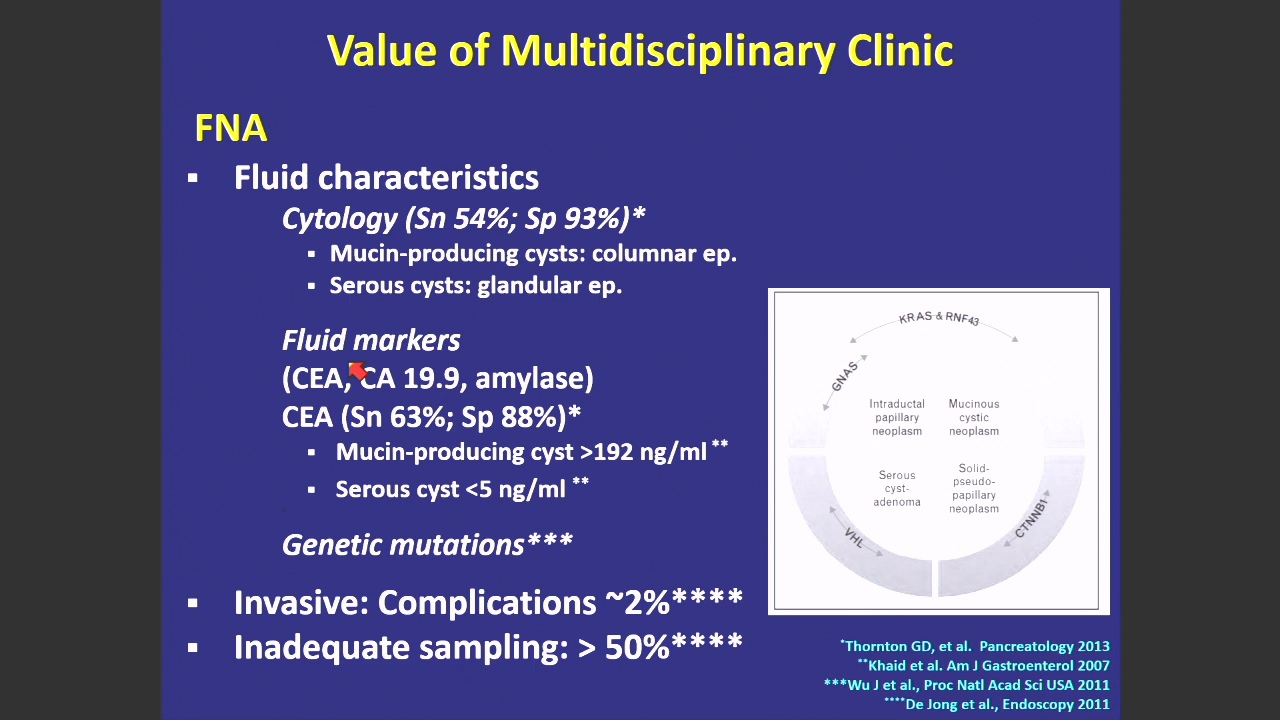 Value of Multidisciplinary Clinic
FNA
▪ Fluid characteristics
Cytology (Sn 54%; Sp 93%)*
▪ Mucin-producing cysts: columnar ep.
▪ Serous cysts: glandular ep.
Fluid markers
(CEA, CA 19.9, amylase)
CEA (Sn 63%; Sp 88%)*
▪ Mucin-producing cyst >192 ng/ml**
▪ Serous cyst <5 ng/ml**
Genetic mutations***
▪ Invasive: Complications ~2%****
▪ Inadequate sampling: > 50%****
KRAS & RNF43
GNAS
Intraductal
papillary
neoplasm
Mucinous
cystic
neoplasm
Serous
cyst-
adenoma
Solid-
pseudo-
papillary
neoplasm
VHL
CTNNB1
*Thornton GD, et al. Pancreatology 2013
**Khaid et al. Am J Gastroenterol 2007
***Wu J et al., Proc Natl Acad Sci USA 2011
****De Jong et al., Endoscopy 2011